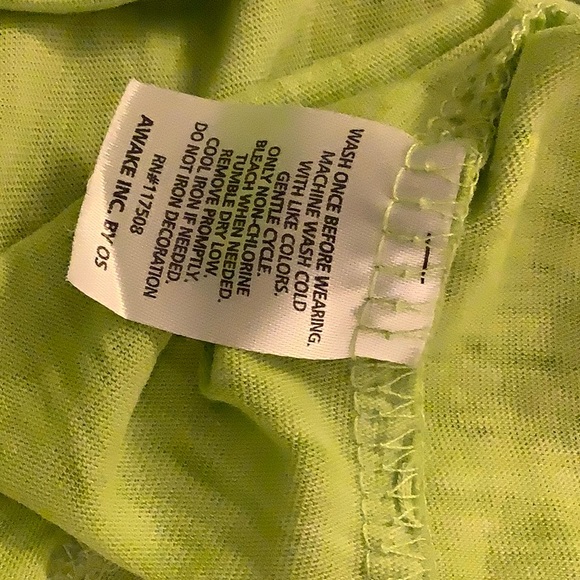 WASH ONCE BEFORE WEARING.
MACHINE WASH COLD
WITH LIKE COLORS.
GENTLE CYCLE.
ONLY NON-CHLORINE
BLEACH WHEN NEEDED.
TUMBLE DRY LOW.
REMOVE PROMPTLY.
COOL IRON IF NEEDED.
DO NOT IRON DECORATION
RN#117508
AWAKE INC. BY OS